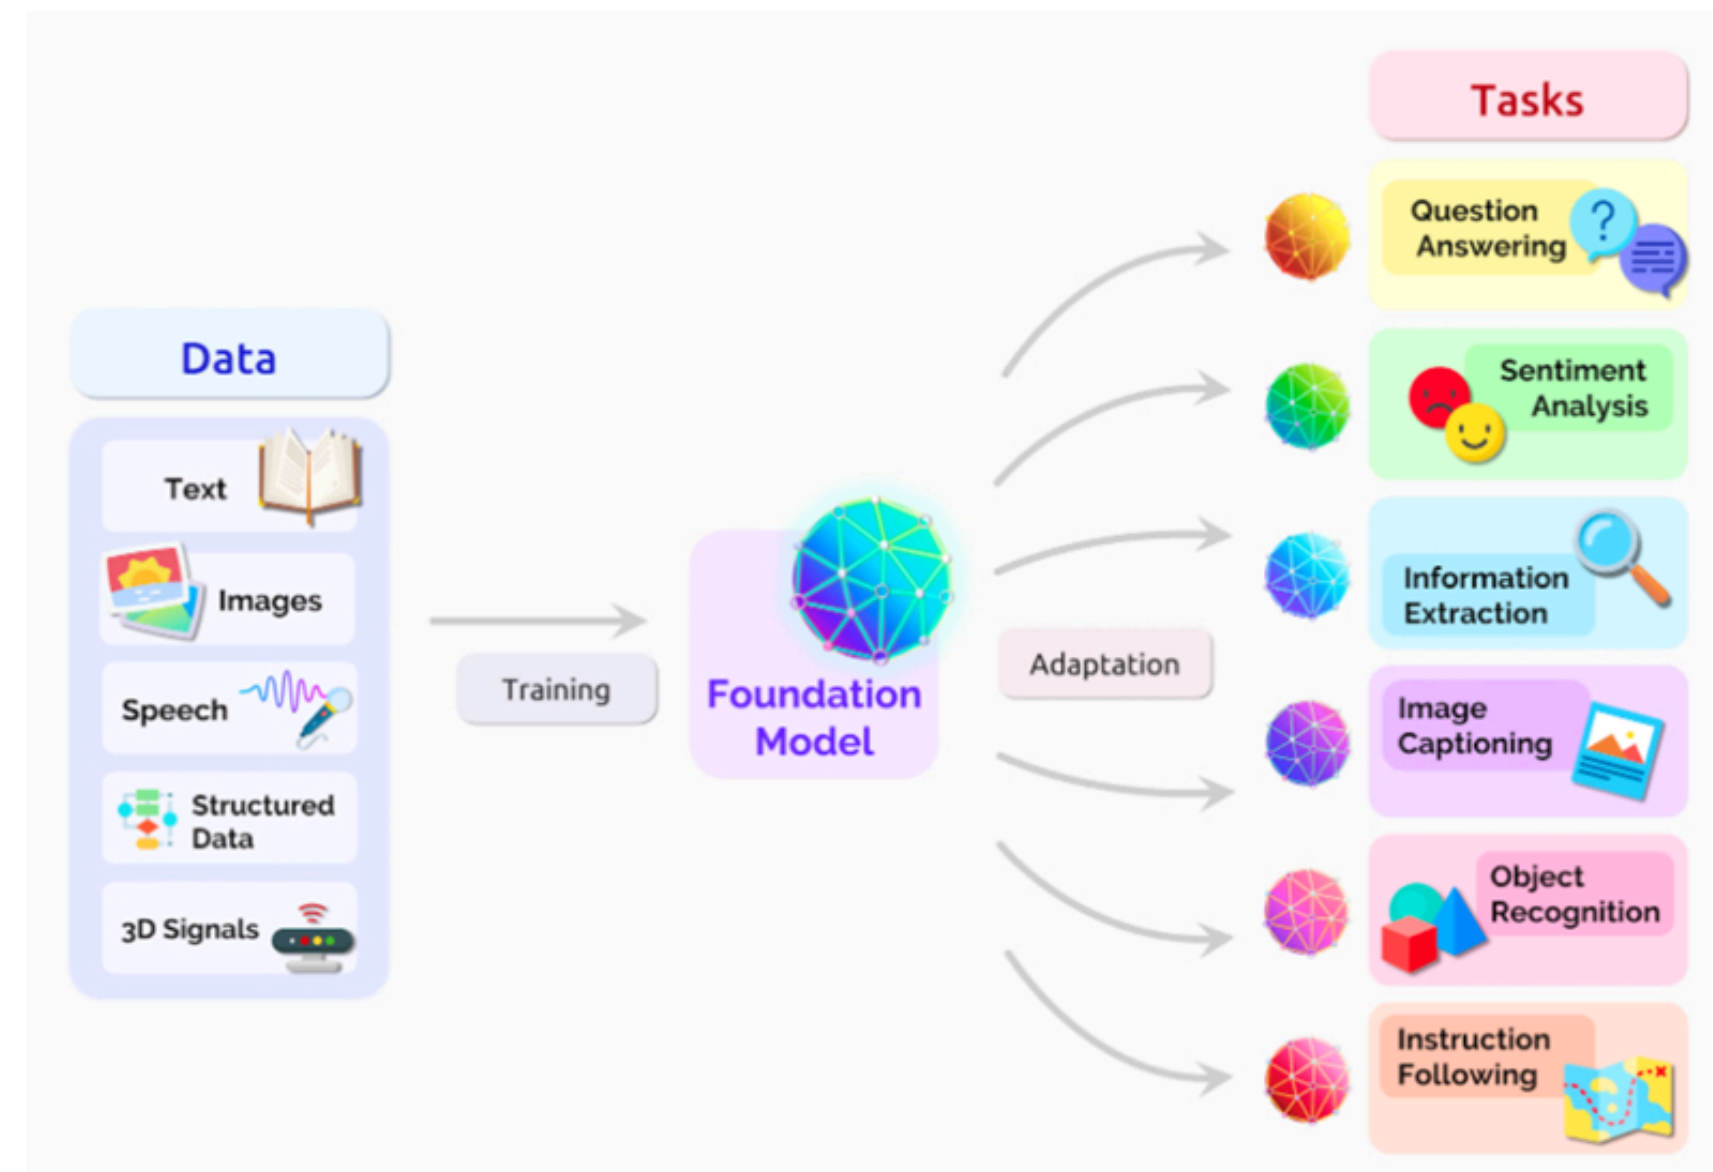 Data
Text
Images
Speech
Structured
Data
3D Signals
Training
Foundation
Model
Adaptation
Tasks
Question
Answering
Sentiment
Analysis
Information
Extraction
Image
Captioning
Object
Recognition
Instruction
Following